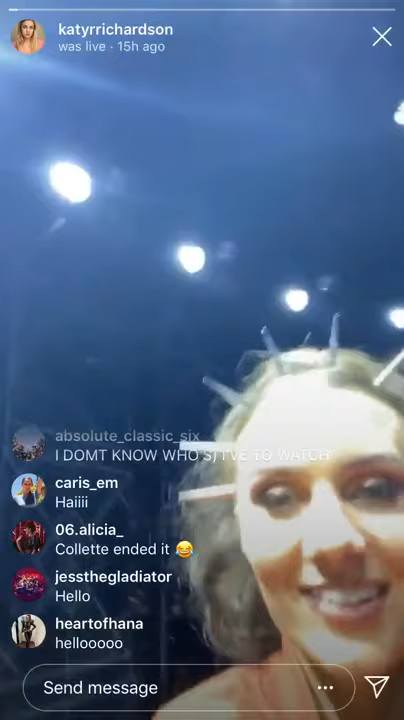 katyrrichardson
was live · 15h ago
absolute_classic_six
I DOMT KNOW WHO'S) I'VE TO WATCH
caris_em
Haiiii
06.alicia_
Collette ended it 😂
jessthegladiator
Hello
heartofhana
hellooooo
Send message